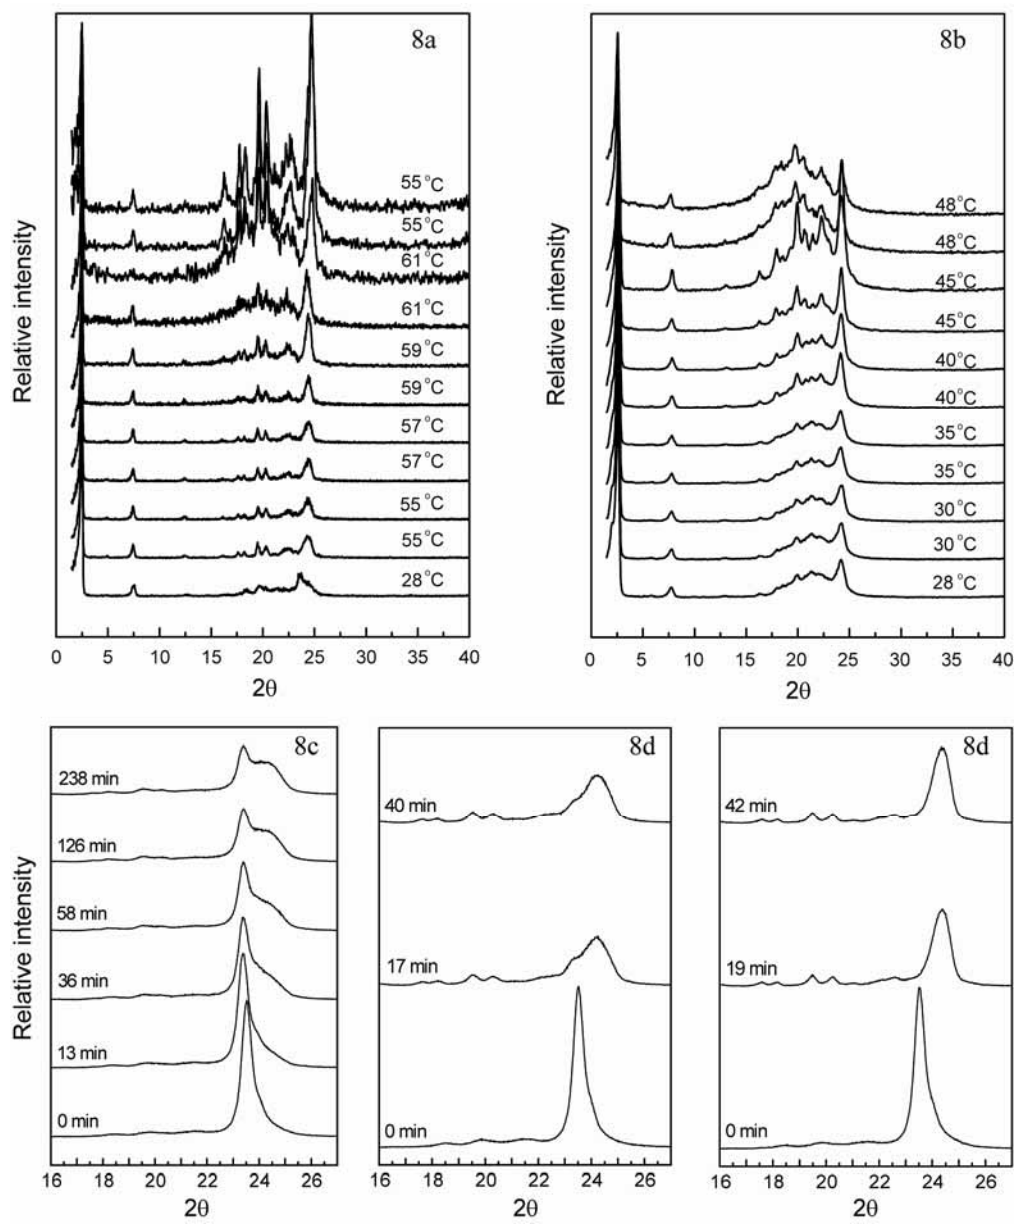 8a
Relative intensity
55°C
55°C
61°C
61°C
59°C
59°C
57°C
57°C
55°C
55°C
28°C
0 5 10 15 20 25 30 35 40
2θ
8b
Relative intensity
48°C
48°C
45°C
45°C
40°C
40°C
35°C
35°C
30°C
30°C
28°C
0 5 10 15 20 25 30 35 40
2θ
8c
Relative intensity
238 min
126 min
58 min
36 min
13 min
0 min
16 18 20 22 24 26
2θ
8d
40 min
17 min
0 min
16 18 20 22 24 26
2θ
8d
42 min
19 min
0 min
16 18 20 22 24 26
2θ